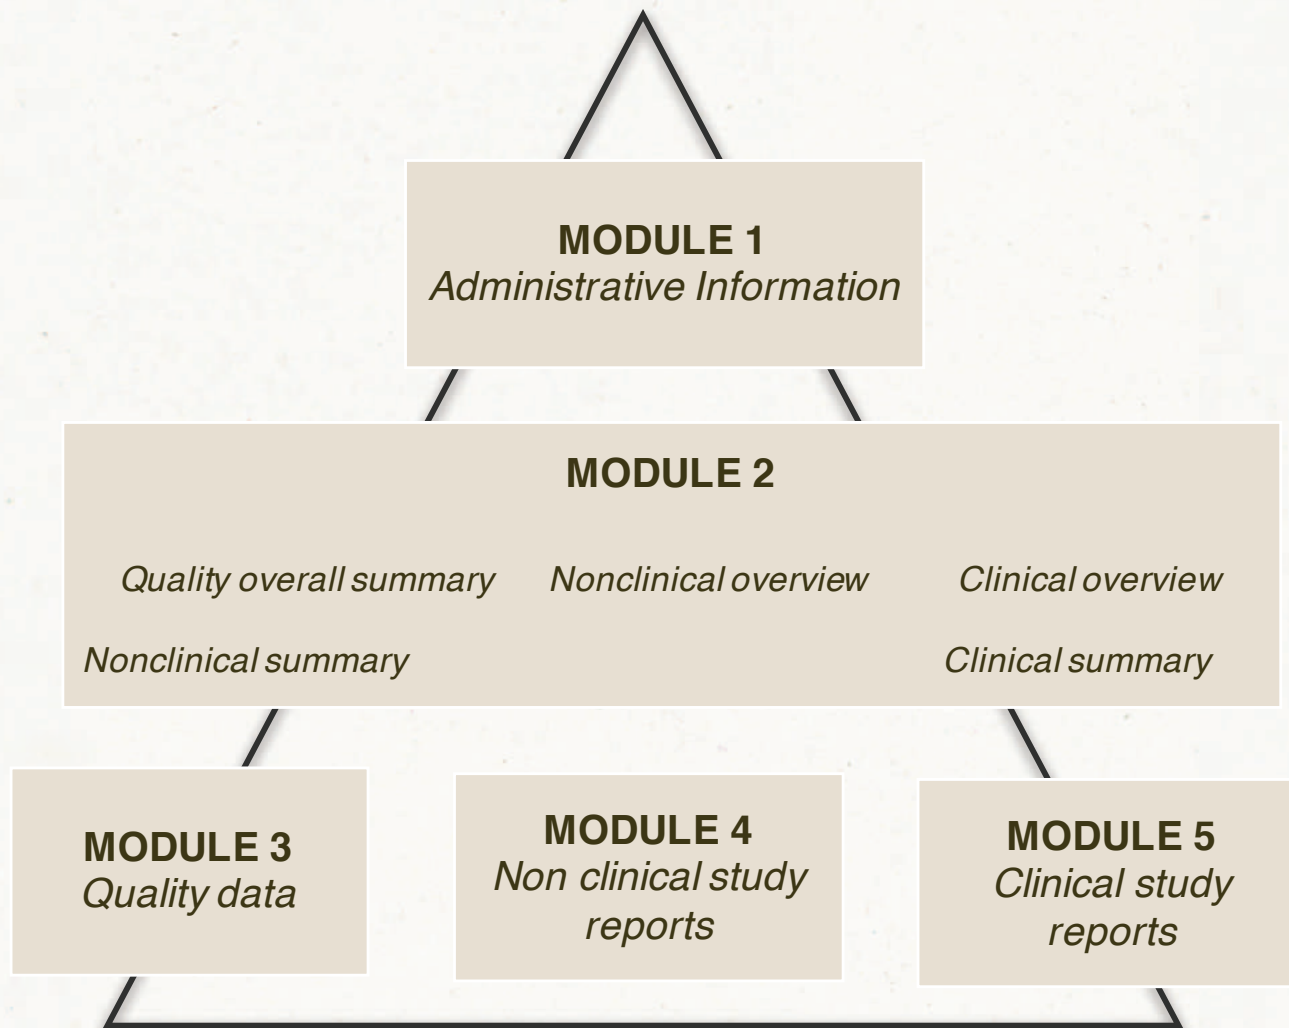 MODULE 1
Administrative Information
MODULE 2
Quality overall summary Nonclinical overview Clinical overview
Nonclinical summary Clinical summary
MODULE 3
Quality data
MODULE 4
Non clinical study
reports
MODULE 5
Clinical study
reports